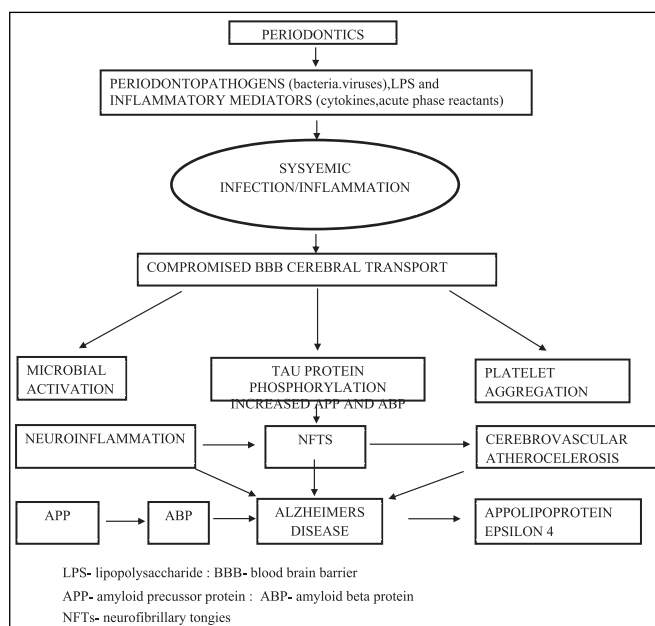 PERIODONTICS
PERIODONTOPATHOGENS (bacteria.viruses),LPS and
INFLAMMATORY MEDIATORS (cytokines,acute phase reactants)
SYSYEMIC
INFECTION/INFLAMMATION
COMPROMISED BBB CEREBRAL TRANSPORT
MICROBIAL
ACTIVATION
TAU PROTEIN
PHOSPHORYLATION
INCREASED APP AND ABP
PLATELET
AGGREGATION
NEUROINFLAMMATION
NFTS
CEREBROVASCULAR
ATHEROCELEROSIS
APP
ABP
ALZHEIMERS
DISEASE
APPOLIPOPROTEIN
EPSILON 4
LPS- lipopolysaccharide : BBB- blood brain barrier
APP- amyloid precussor protein : ABP- amyloid beta protein
NFTs- neurofibrillary tongies